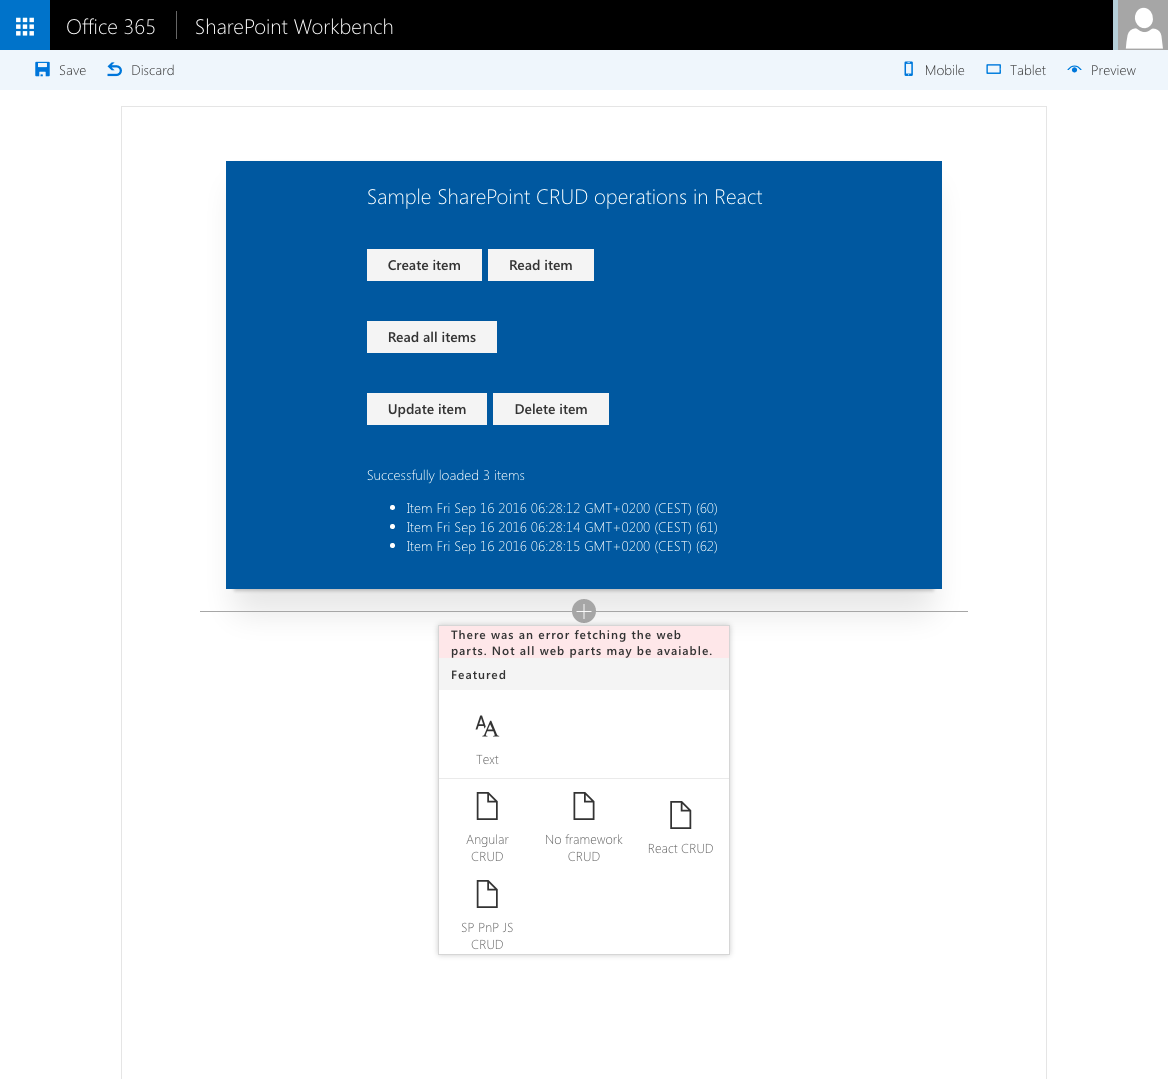 Office 365 SharePoint Workbench
Save Discard Mobile Tablet Preview
Sample SharePoint CRUD operations in React
Create item Read item
Read all items
Update item Delete item
Successfully loaded 3 items
Item Fri Sep 16 2016 06:28:12 GMT+0200 (CEST) (60)
Item Fri Sep 16 2016 06:28:14 GMT+0200 (CEST) (61)
Item Fri Sep 16 2016 06:28:15 GMT+0200 (CEST) (62)
There was an error fetching the web
parts. Not all web parts may be avaiable.
Featured
Text
Angular
CRUD
No framework
CRUD
React CRUD
SP PnP JS
CRUD